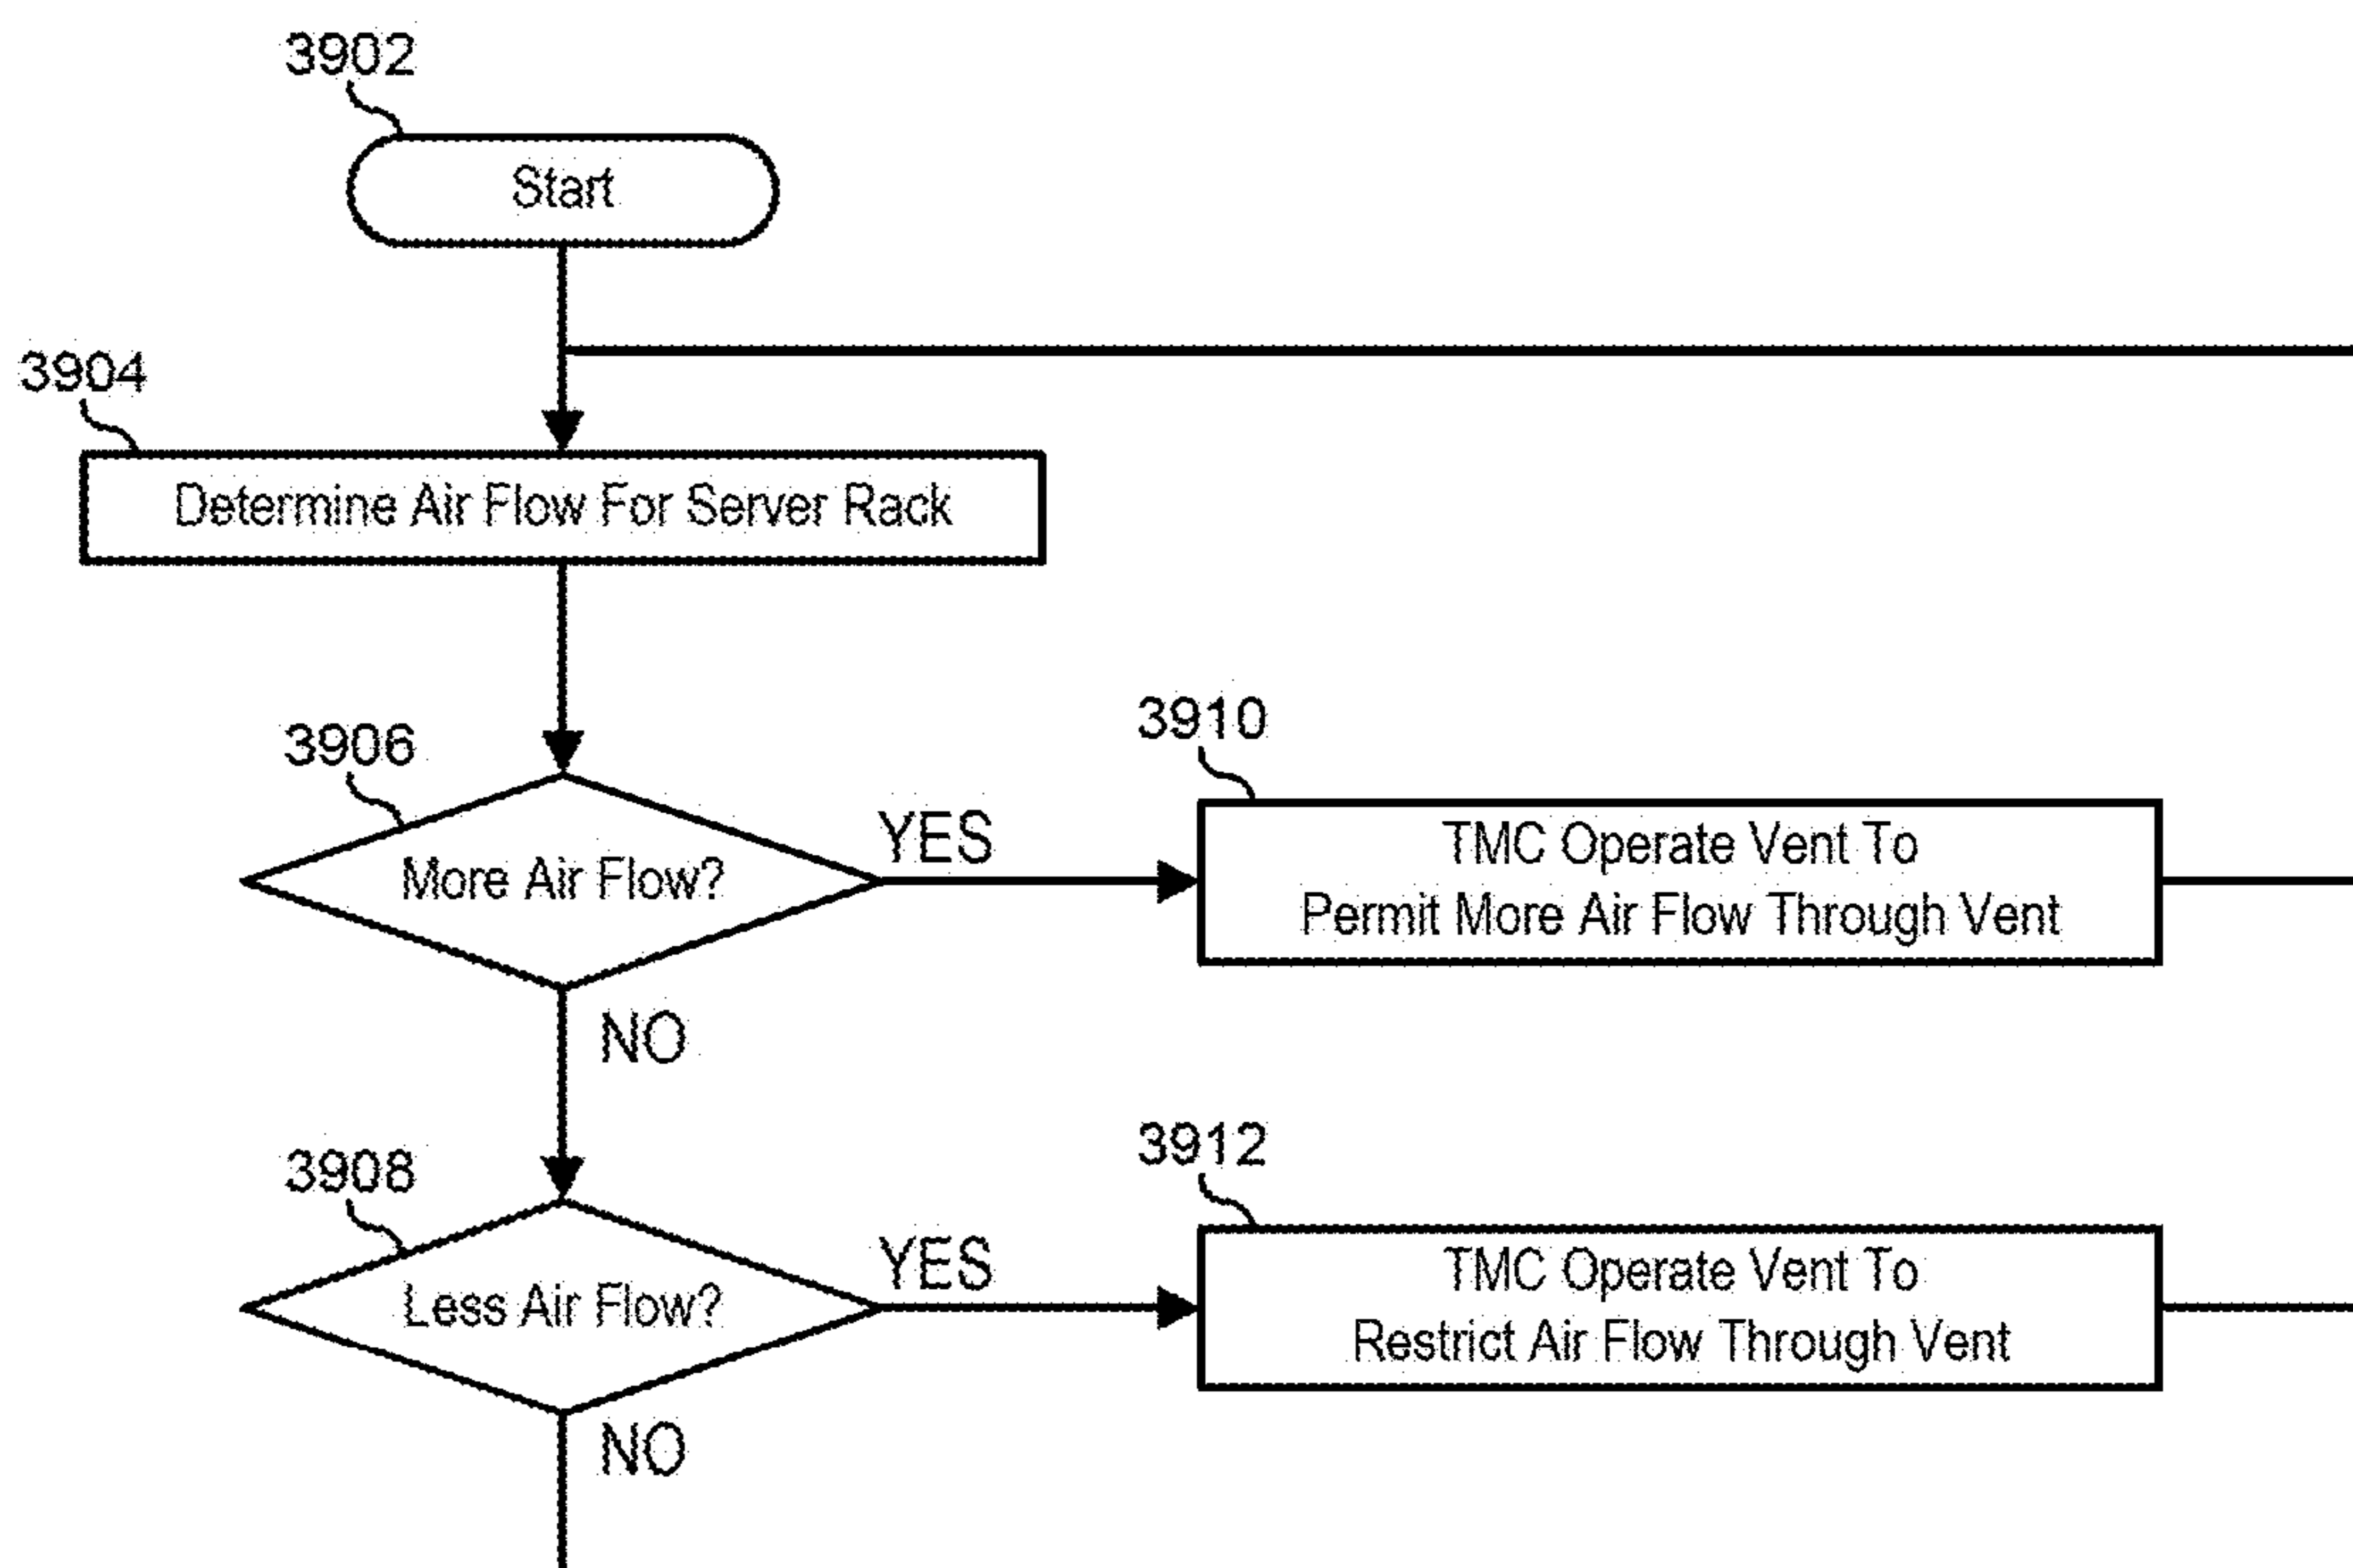 3902
Start
3904
Determine Air Flow For Server Rack
3906
More Air Flow?
YES
3910
TMC Operate Vent To
Permit More Air Flow Through Vent
NO
3908
Less Air Flow?
YES
3912
TMC Operate Vent To
Restrict Air Flow Through Vent
NO